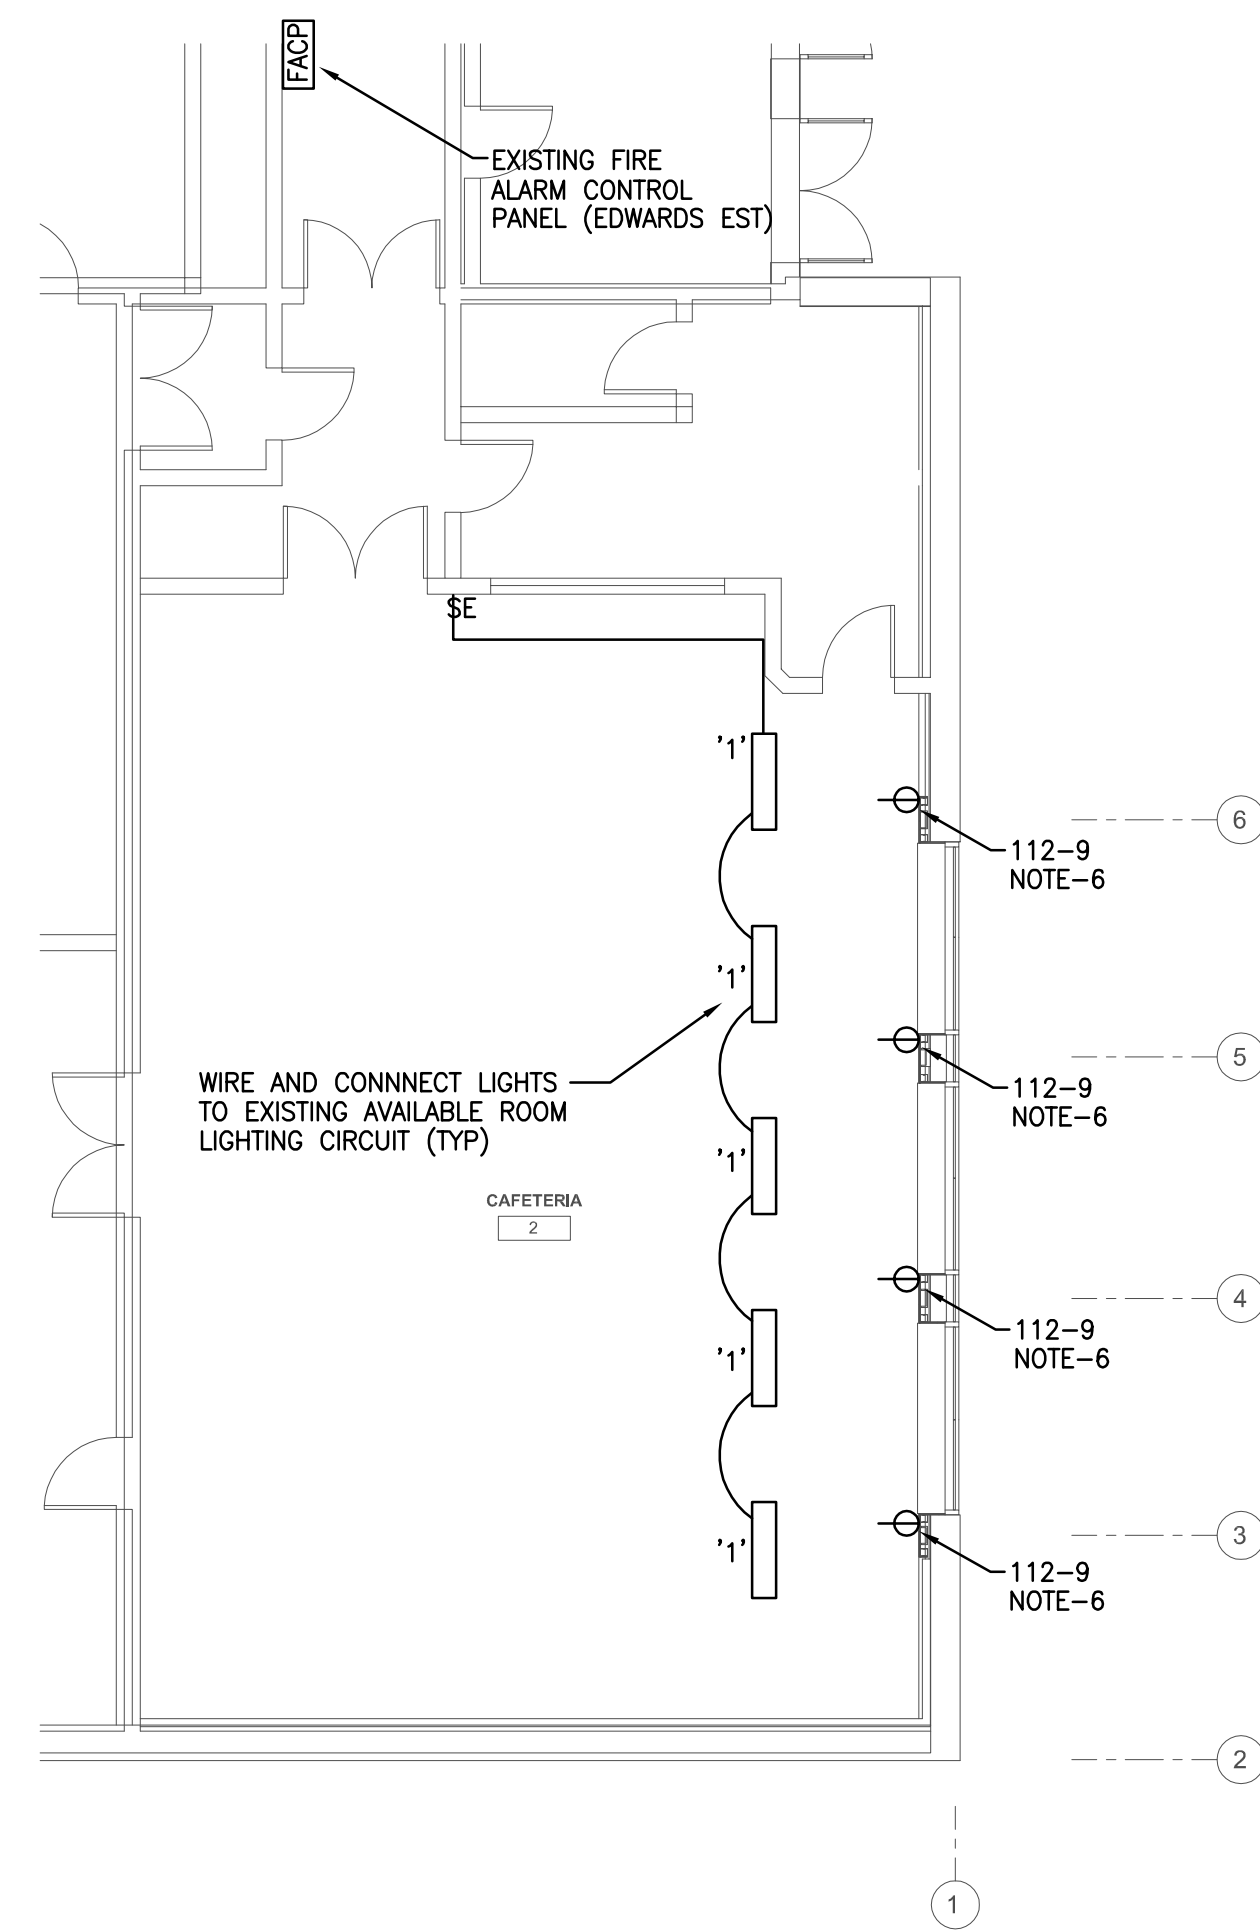 FACP
EXISTING FIRE
ALARM CONTROL
PANEL (EDWARDS EST)
SE
'1'
6
112-9
NOTE-6
'1'
5
WIRE AND CONNNECT LIGHTS
TO EXISTING AVAILABLE ROOM
LIGHTING CIRCUIT (TYP)
112-9
NOTE-6
'1'
CAFETERIA
2
4
112-9
NOTE-6
'1'
3
'1'
112-9
NOTE-6
2
1